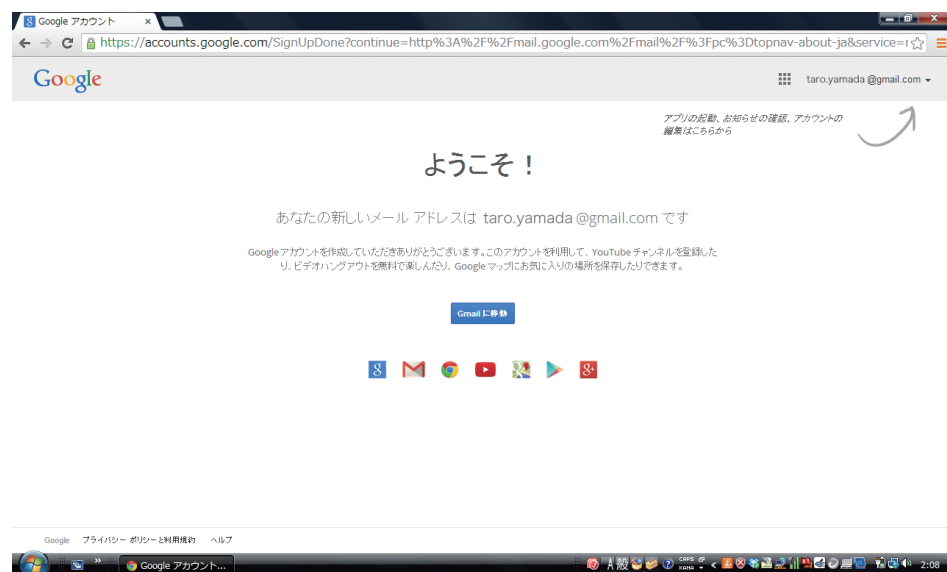 Google アカウント
https://accounts.google.com/SignUpDone?continue=http%3A%2F%2Fmail.google.com%2Fmail%2F%3Fpc%3Dtopnav-about-ja&service=
Google
taro.yamada @gmail.com
アプリの起動、お知らせの確認、アカウントの
編集はこちらから
ようこそ！
あなたの新しいメール アドレスは taro.yamada @gmail.com です
Google アカウントを作成していただきありがとうございます。このアカウントを利用して、YouTube チャンネルを登録した
り、ビデオハングアウトを無料で楽しんだり、Google マップにお気に入りの場所を保存したりできます。
Gmail に移動
Google プライバシー ポリシーと利用規約 ヘルプ
Google アカウント...
A 般 CAPS KANA 2:08